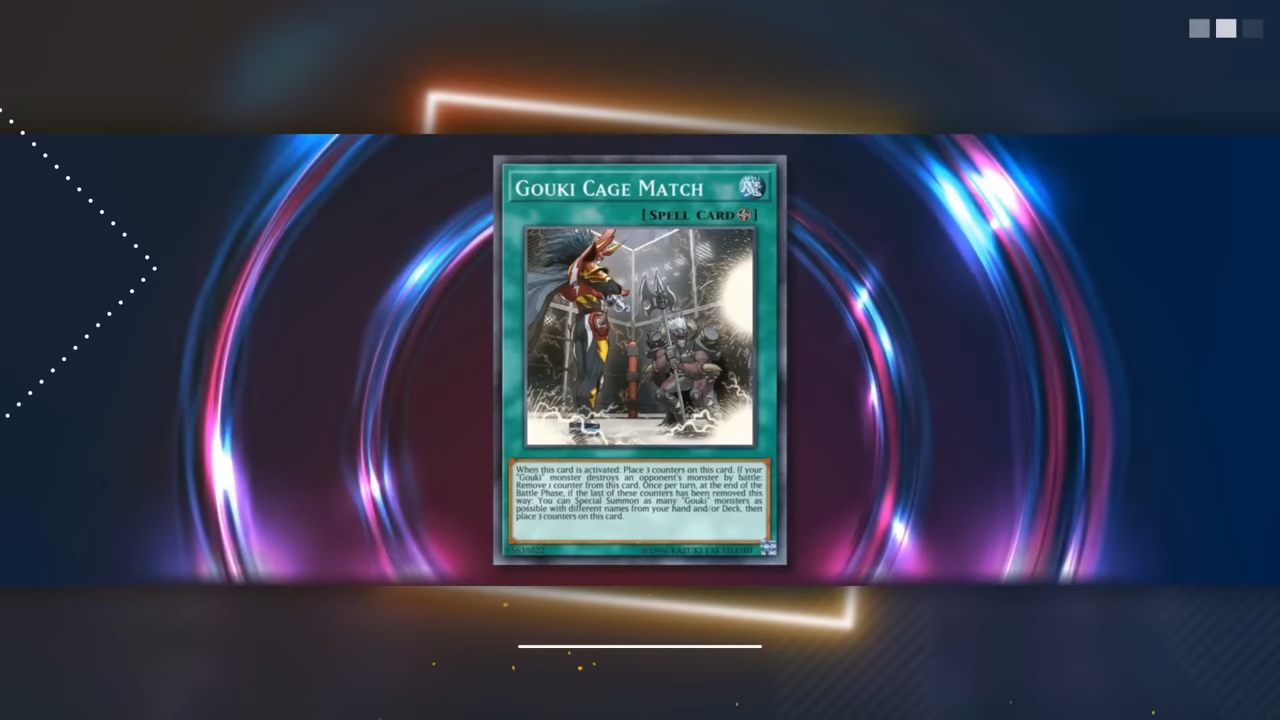 GOUKI CAGE MATCH
[SPELL CARD]
When this card is activated: Place 3 counters on this card. If your
"Gouki" monster destroys an opponent's monster by battle:
Remove 1 counter from this card. Once per turn, at the end of the
Battle Phase, if the last of these counters has been removed this
way: You can Special Summon as many "Gouki" monsters as
possible with different names from your hand and/or Deck, then
place 3 counters on this card.
©1996 KAZUKI TAKAHASHI